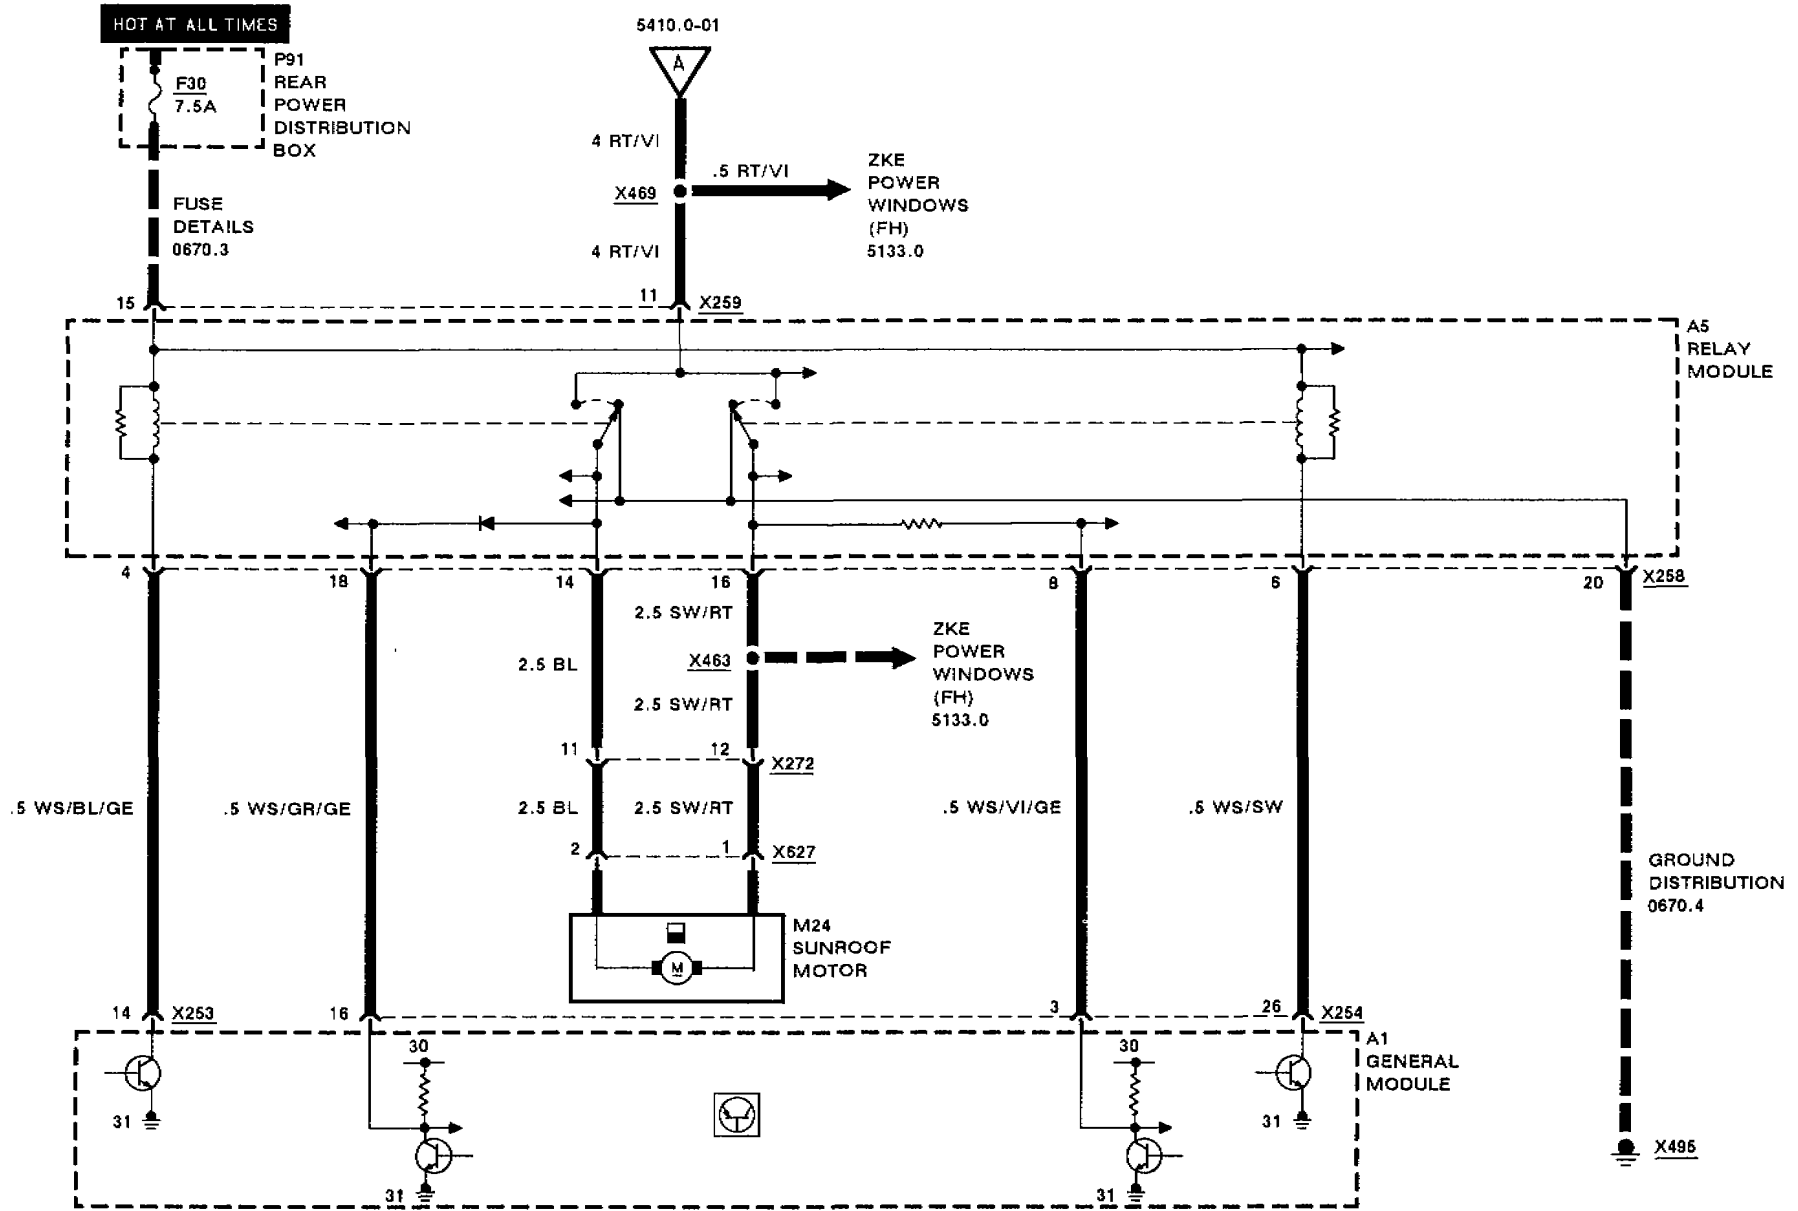 HOT AT ALL TIMES
5410.0-01
A
P91
REAR
POWER
DISTRIBUTION
BOX
F30
7.5A
4 RT/VI
.5 RT/VI
X469
ZKE
POWER
WINDOWS
(FH)
5133.0
FUSE
DETAILS
0670.3
4 RT/VI
15
11
X259
A5
RELAY
MODULE
4
18
14
16
8
6
20
X258
2.5 SW/RT
2.5 BL
X463
ZKE
POWER
WINDOWS
(FH)
5133.0
2.5 SW/RT
11
12
X272
.5 WS/BL/GE
.5 WS/GR/GE
2.5 BL
2.5 SW/RT
.5 WS/VI/GE
.5 WS/SW
2
1
X627
GROUND
DISTRIBUTION
0670.4
M24
SUNROOF
MOTOR
M
14
X253
16
3
26
X254
A1
GENERAL
MODULE
30
30
31
31
31
31
X495